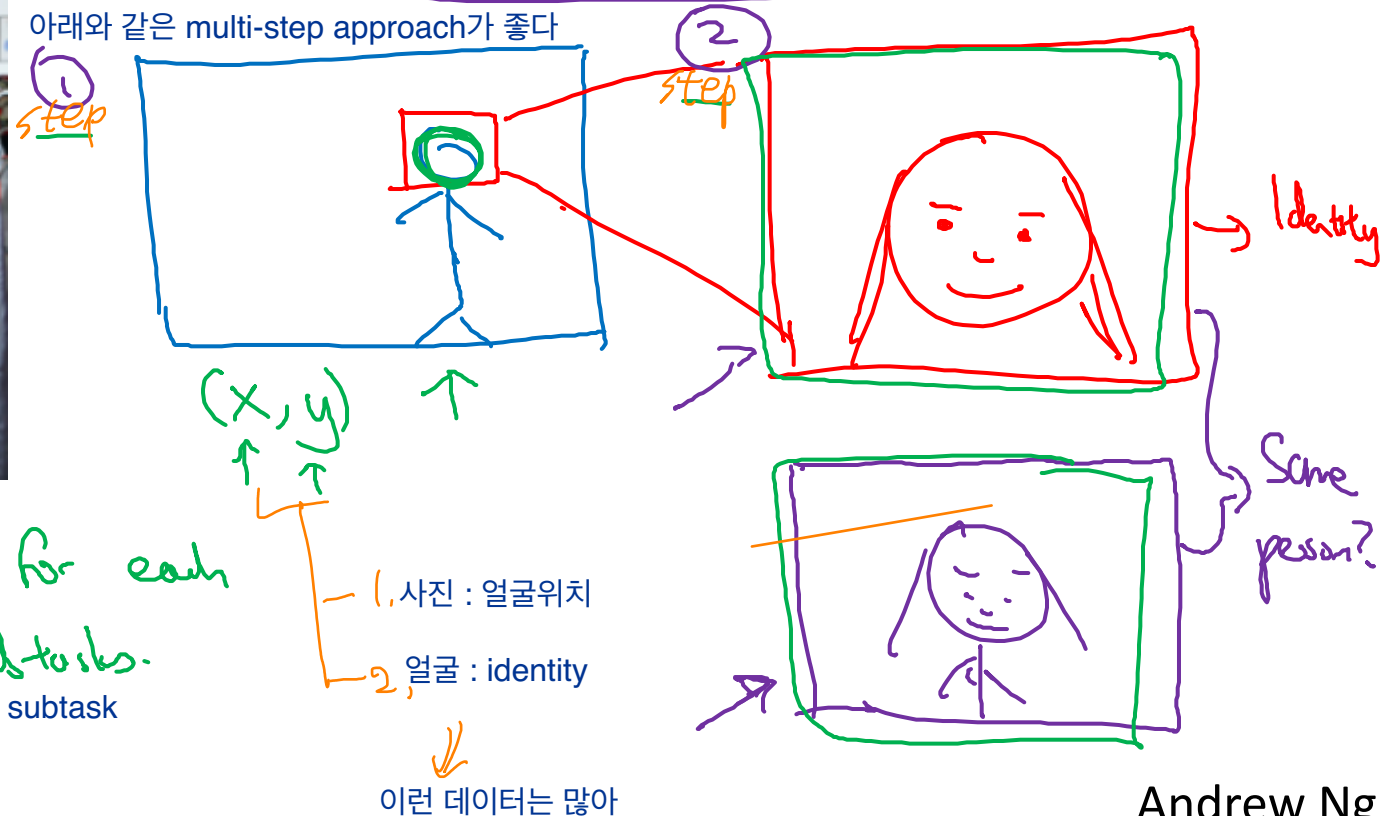 아래와 같은 multi-step approach가 좋다
1
step
2
step
Identity
(x, y)
Same
person?
for each
1. 사진 : 얼굴위치
2, 얼굴 : identity
subtask
이런 데이터는 많아
Andrew Ng